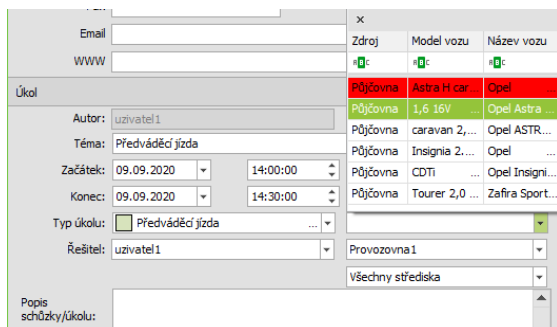 Email
WWW
Úkol
Autor: uzivatel1
Téma: Předváděcí jízda
Začátek: 09.09.2020 14:00:00
Konec: 09.09.2020 14:30:00
Typ úkolu: Předváděcí jízda ...
Řešitel: uzivatel1 Provozovna1
Všechny střediska
Popis
schůzky/úkolu:
×
Zdroj Model vozu Název vozu
ABC ABC ABC
Půjčovna Astra H car... Opel ...
Půjčovna 1,6 16V ... Opel Astra ...
Půjčovna caravan 2,... Opel ASTR...
Půjčovna Insignia 2.... Opel ...
Půjčovna CDTi ... Opel Insigni...
Půjčovna Tourer 2,0 ... Zafira Sport...